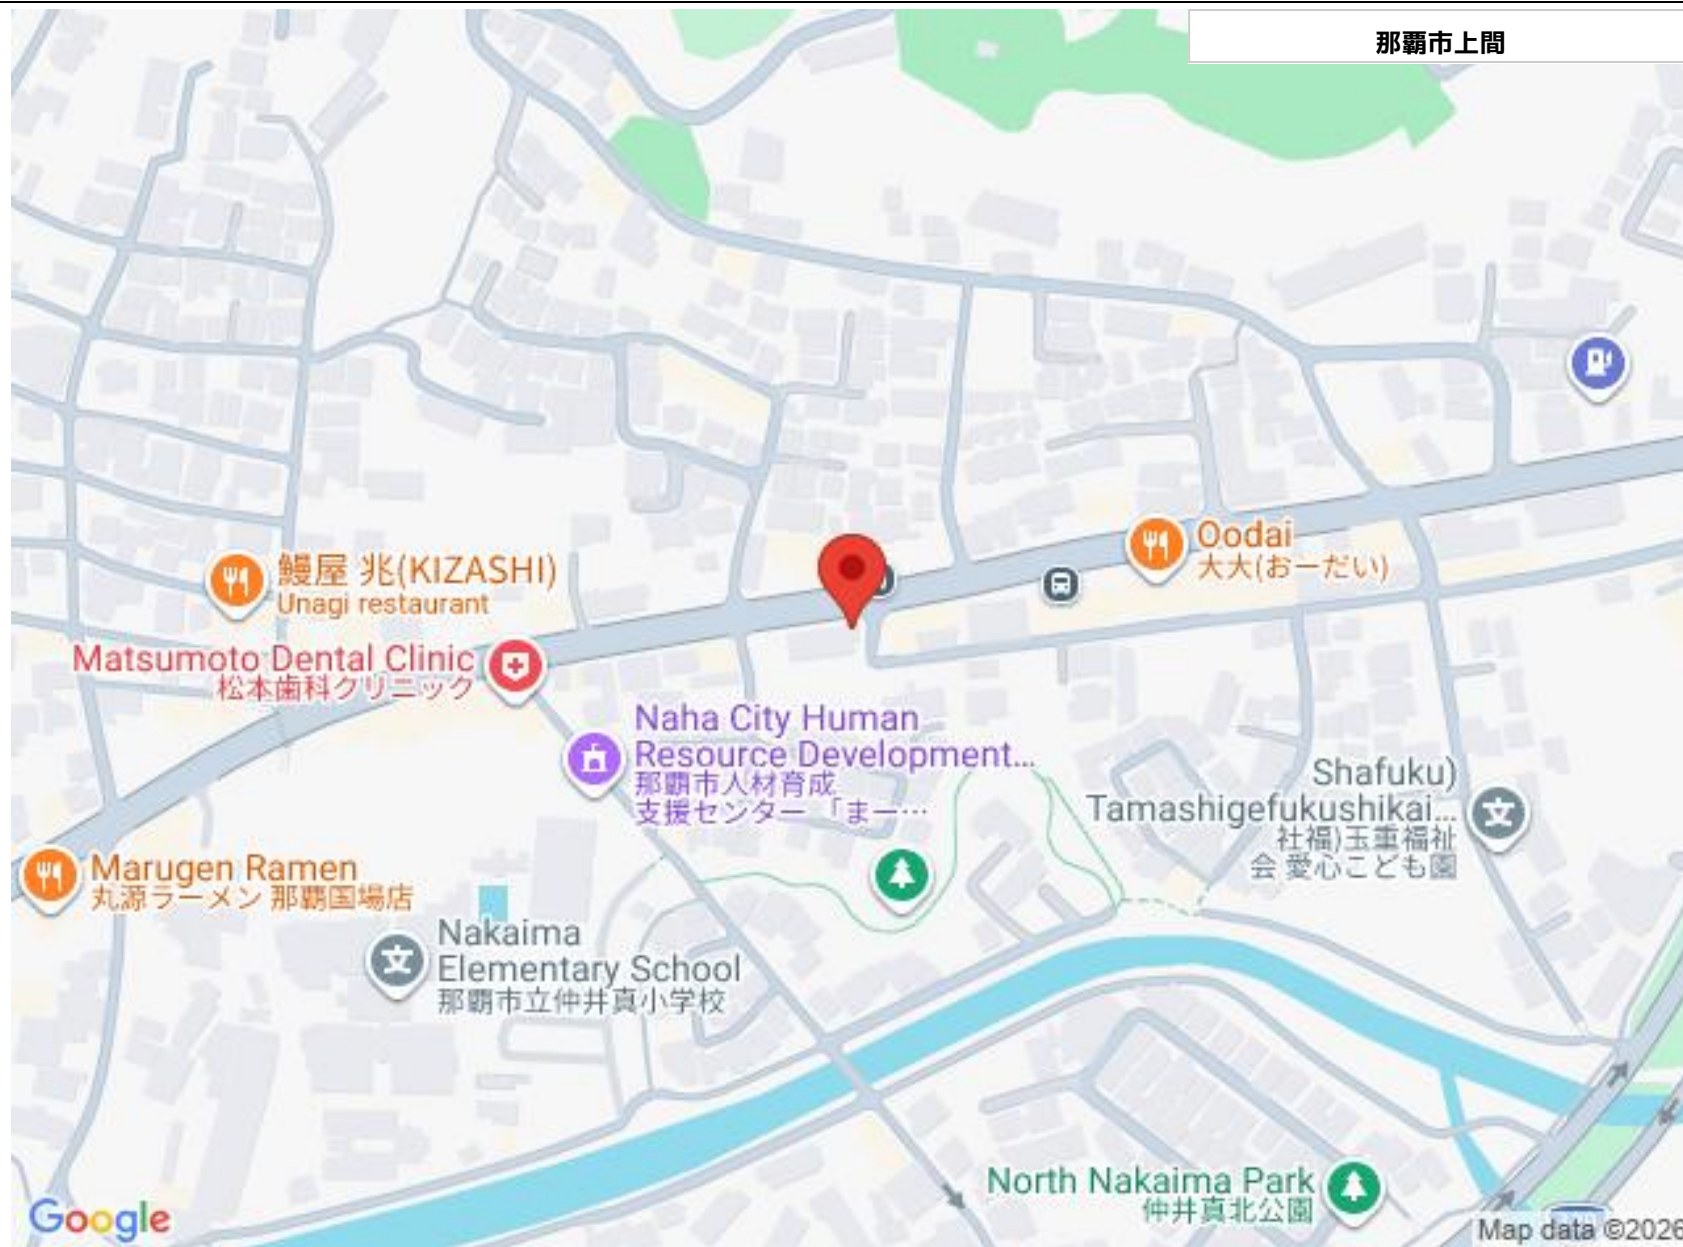 那覇市上間
Oodai
大大(おーだい)
鰻屋 兆(KIZASHI)
Unagi restaurant
Matsumoto Dental Clinic
松本歯科クリニック
Naha City Human
Resource Development...
那覇市人材育成
支援センター 「まー…
Shafuku)
Tamashigefukushikai...
社福)玉重福祉
会 愛心こども園
Marugen Ramen
丸源ラーメン 那覇国場店
Nakaima
Elementary School
那覇市立仲井真小学校
North Nakaima Park
仲井真北公園
Google
Map data ©2026